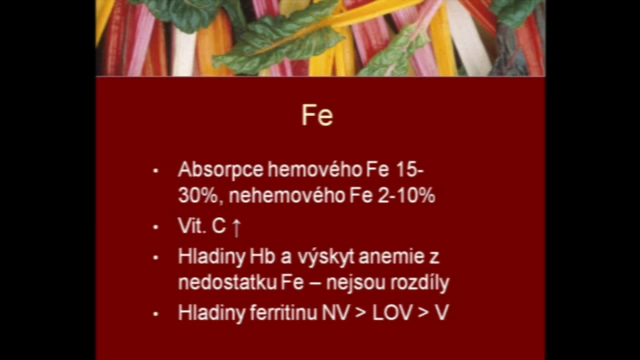 Fe
• Absorpce hemového Fe 15-
30%, nehemového Fe 2-10%
• Vit. C ↑
• Hladiny Hb a výskyt anemie z
nedostatku Fe – nejsou rozdíly
• Hladiny ferritinu NV > LOV > V